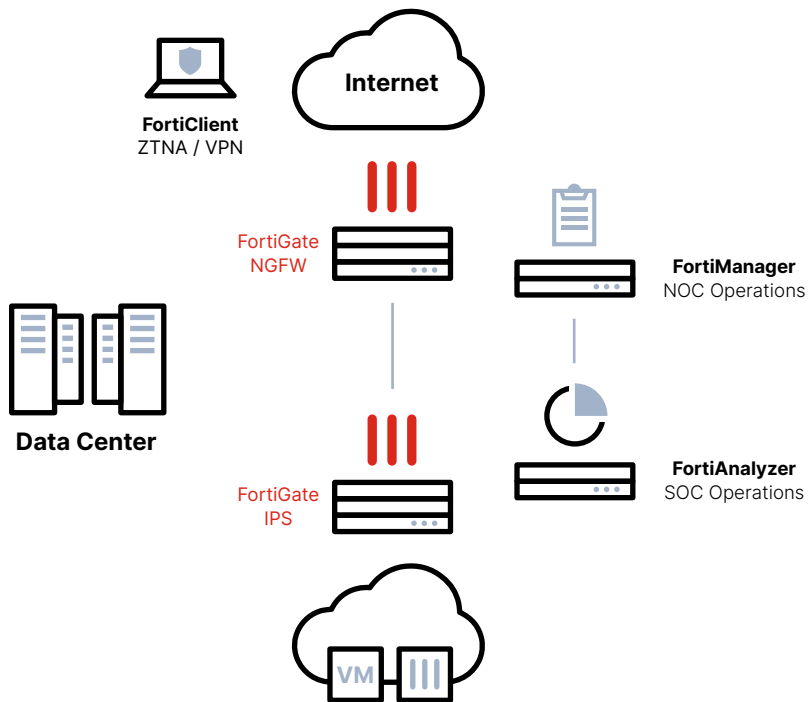 Internet
FortiClient
ZTNA / VPN
FortiGate
NGFW
FortiManager
NOC Operations
Data Center
FortiGate
IPS
FortiAnalyzer
SOC Operations
VM